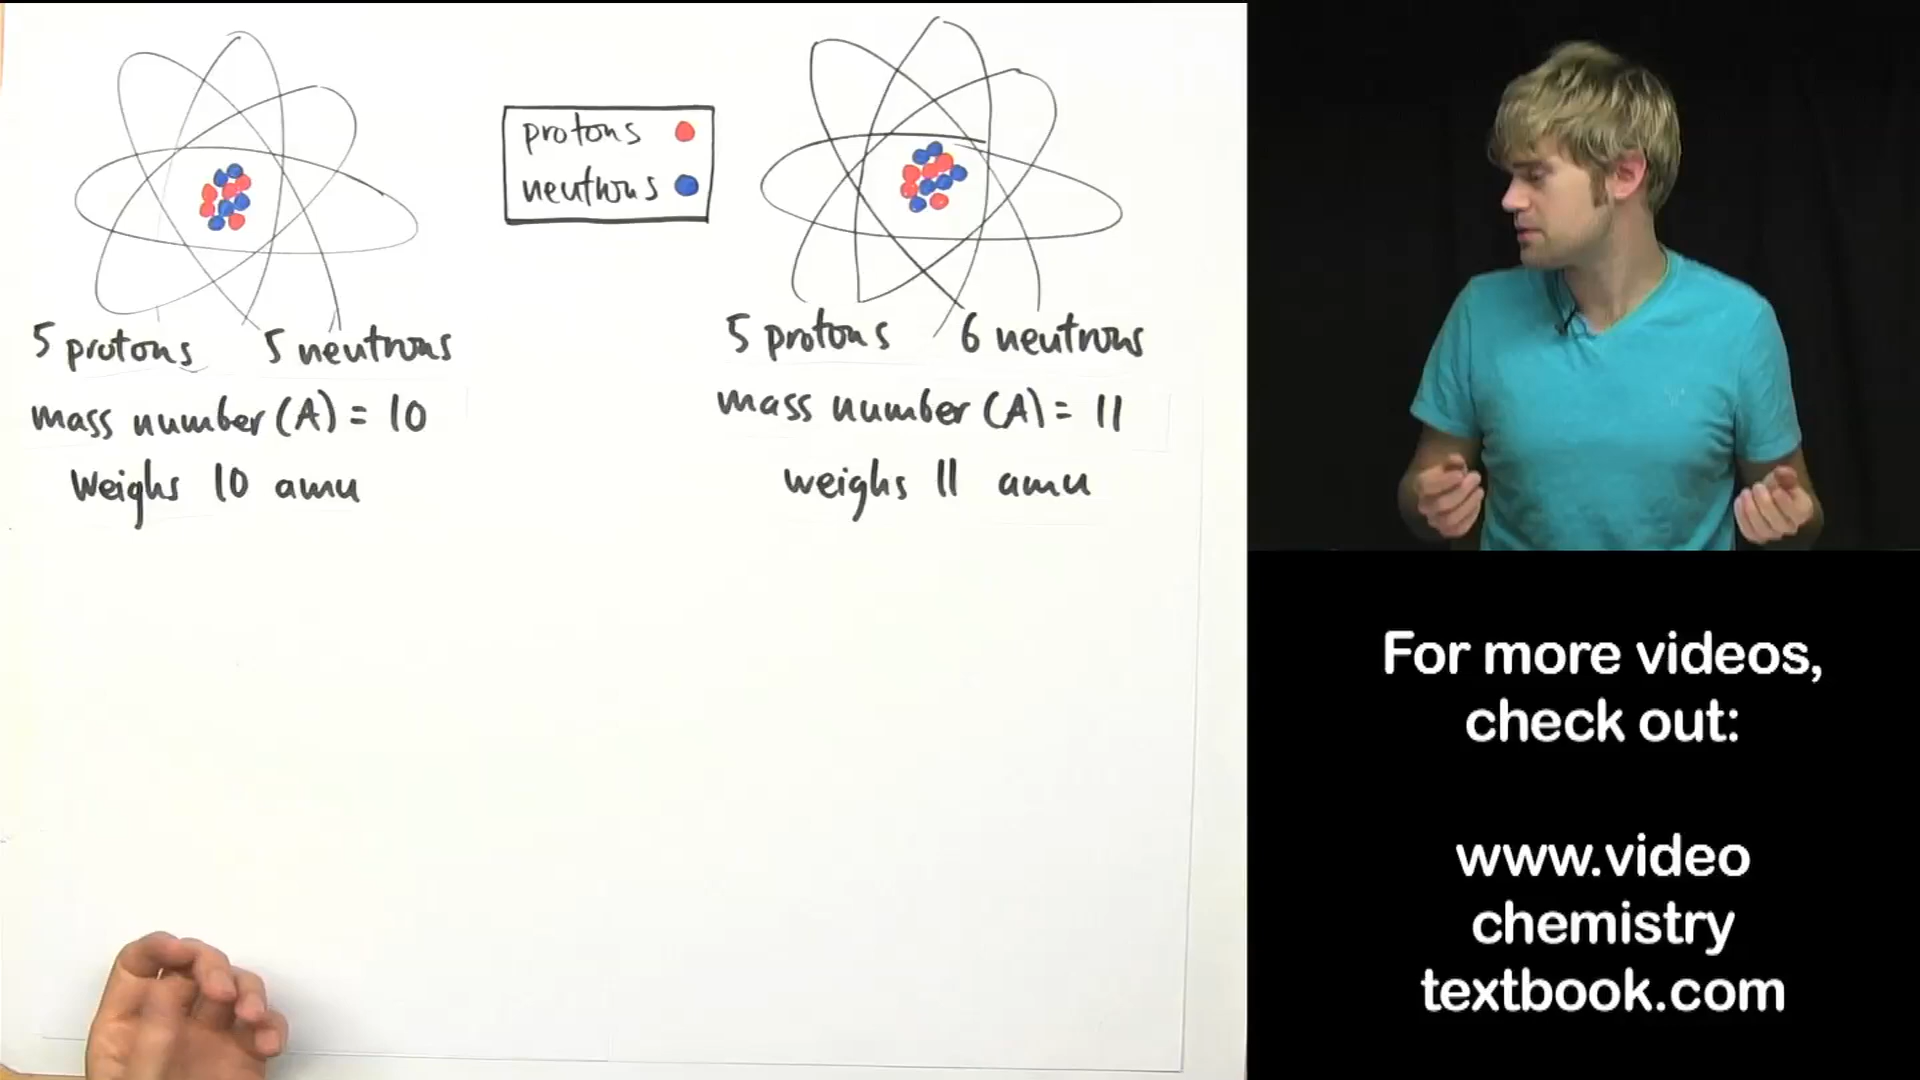 protons
neutrons
5 protons 5 neutrons
mass number (A) = 10
Weighs 10 amu
5 protons 6 neutrons
mass number (A) = 11
weighs 11 amu
For more videos,
check out:
www.video
chemistry
textbook.com